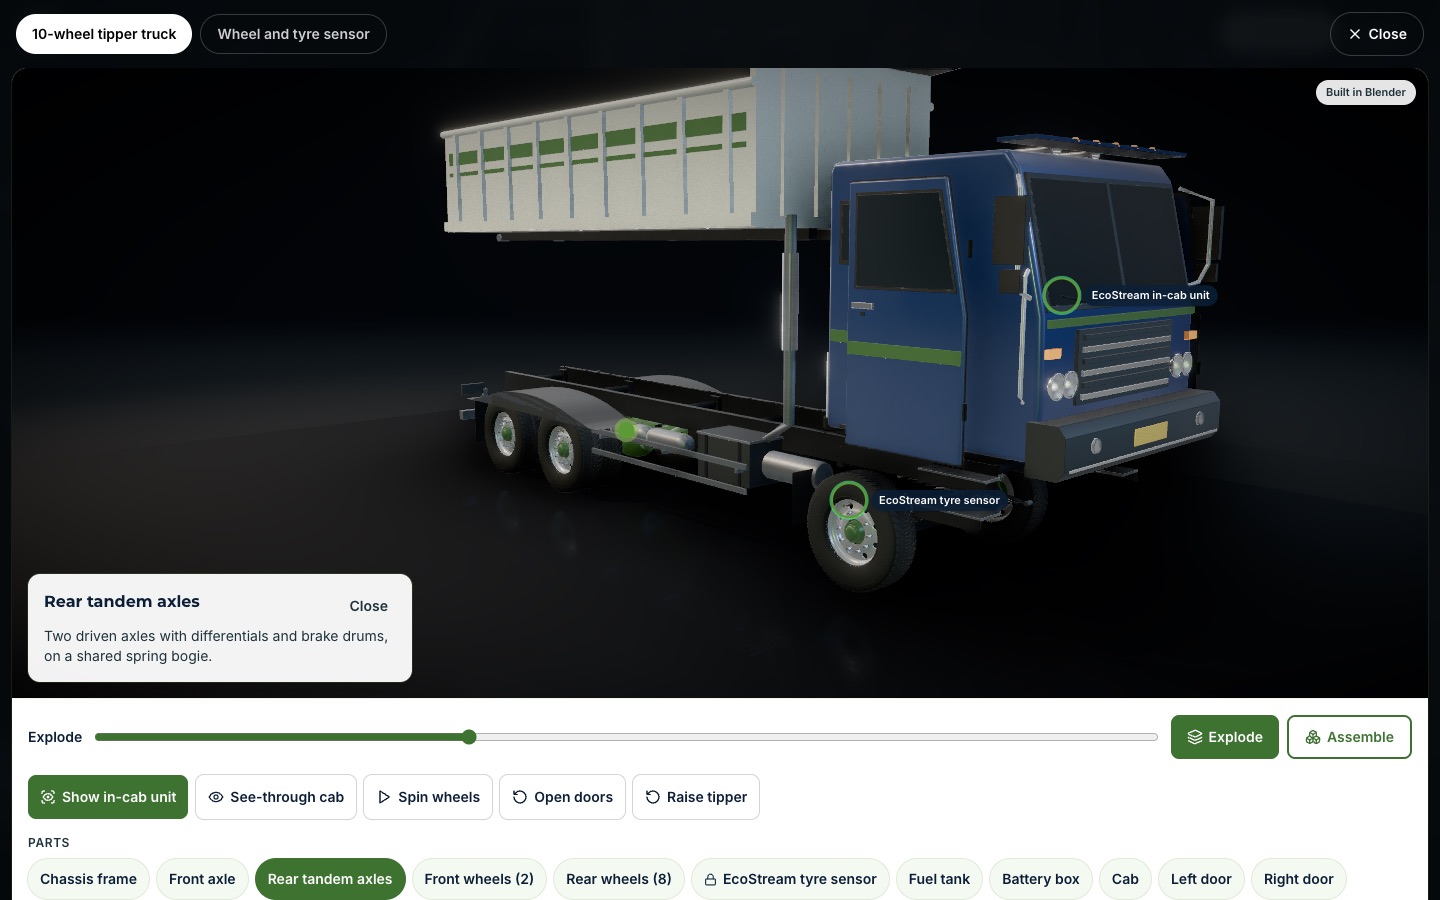 10-wheel tipper truck
Wheel and tyre sensor
Close
Built in Blender
EcoStream in-cab unit
EcoStream tyre sensor
Rear tandem axles
Close
Two driven axles with differentials and brake drums,
on a shared spring bogie.
Explode
Explode
Assemble
Show in-cab unit
See-through cab
Spin wheels
Open doors
Raise tipper
PARTS
Chassis frame
Front axle
Rear tandem axles
Front wheels (2)
Rear wheels (8)
EcoStream tyre sensor
Fuel tank
Battery box
Cab
Left door
Right door